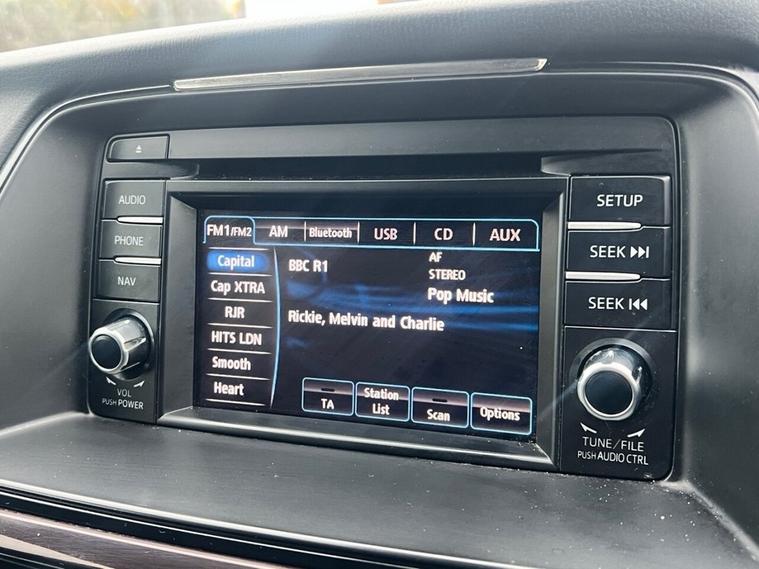 AUDIO
PHONE
NAV
VOL
PUSH POWER
FM1/FM2 AM Bluetooth USB CD AUX
Capital
Cap XTRA
RJR
HITS LDN
Smooth
Heart
BBC R1
AF
STEREO
Pop Music
Rickie, Melvin and Charlie
TA
Station
List
Scan
Options
SETUP
SEEK
SEEK
TUNE/FILE
PUSH AUDIO CTRL